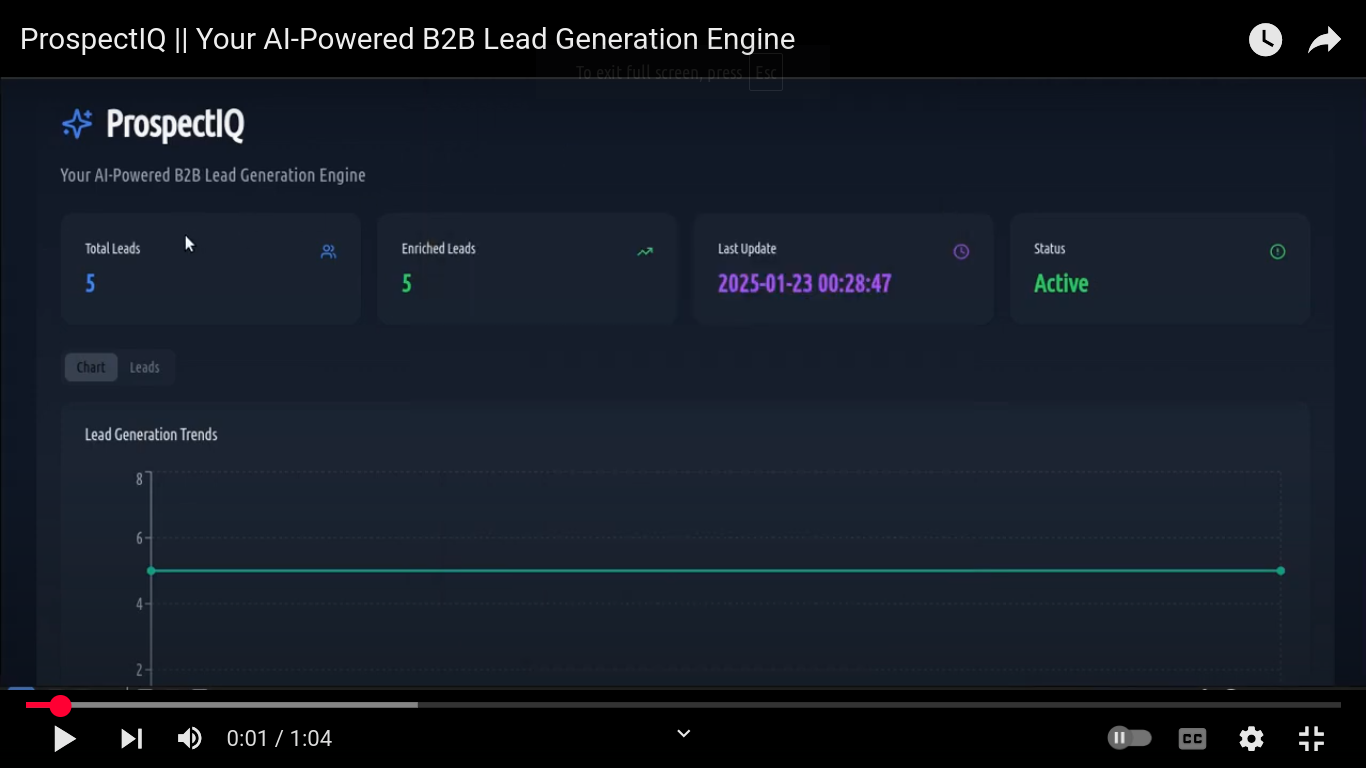 ProspectIQ || Your AI-Powered B2B Lead Generation Engine
To exit full screen, press Esc
ProspectIQ
Your AI-Powered B2B Lead Generation Engine
Total Leads
5
Enriched Leads
5
Last Update
2025-01-23 00:28:47
Status
Active
Chart Leads
Lead Generation Trends
8
6
4
2
0:01 / 1:04
CC